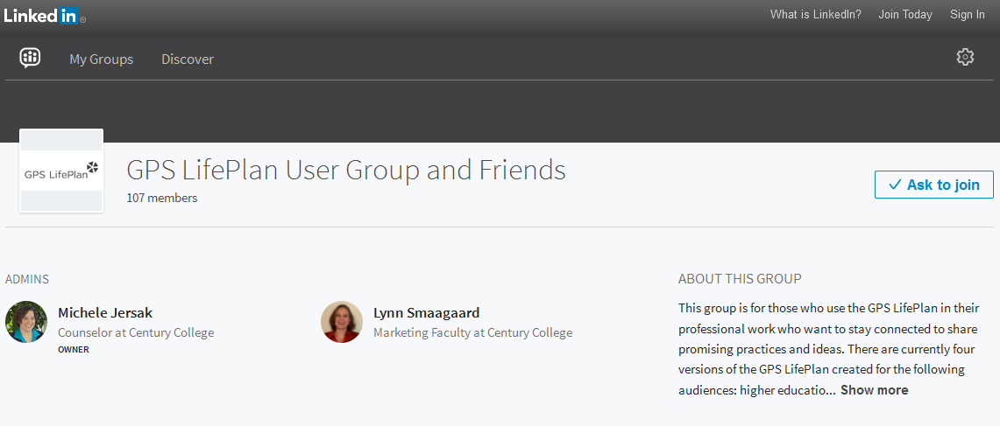 Linked in ®
What is LinkedIn? Join Today Sign In
My Groups Discover
GPS LifePlan
GPS LifePlan User Group and Friends
107 members
Ask to join
ADMINS
Michele Jersak
Counselor at Century College
OWNER
Lynn Smaagaard
Marketing Faculty at Century College
ABOUT THIS GROUP
This group is for those who use the GPS LifePlan in their
professional work who want to stay connected to share
promising practices and ideas. There are currently four
versions of the GPS LifePlan created for the following
audiences: higher educatio... Show more